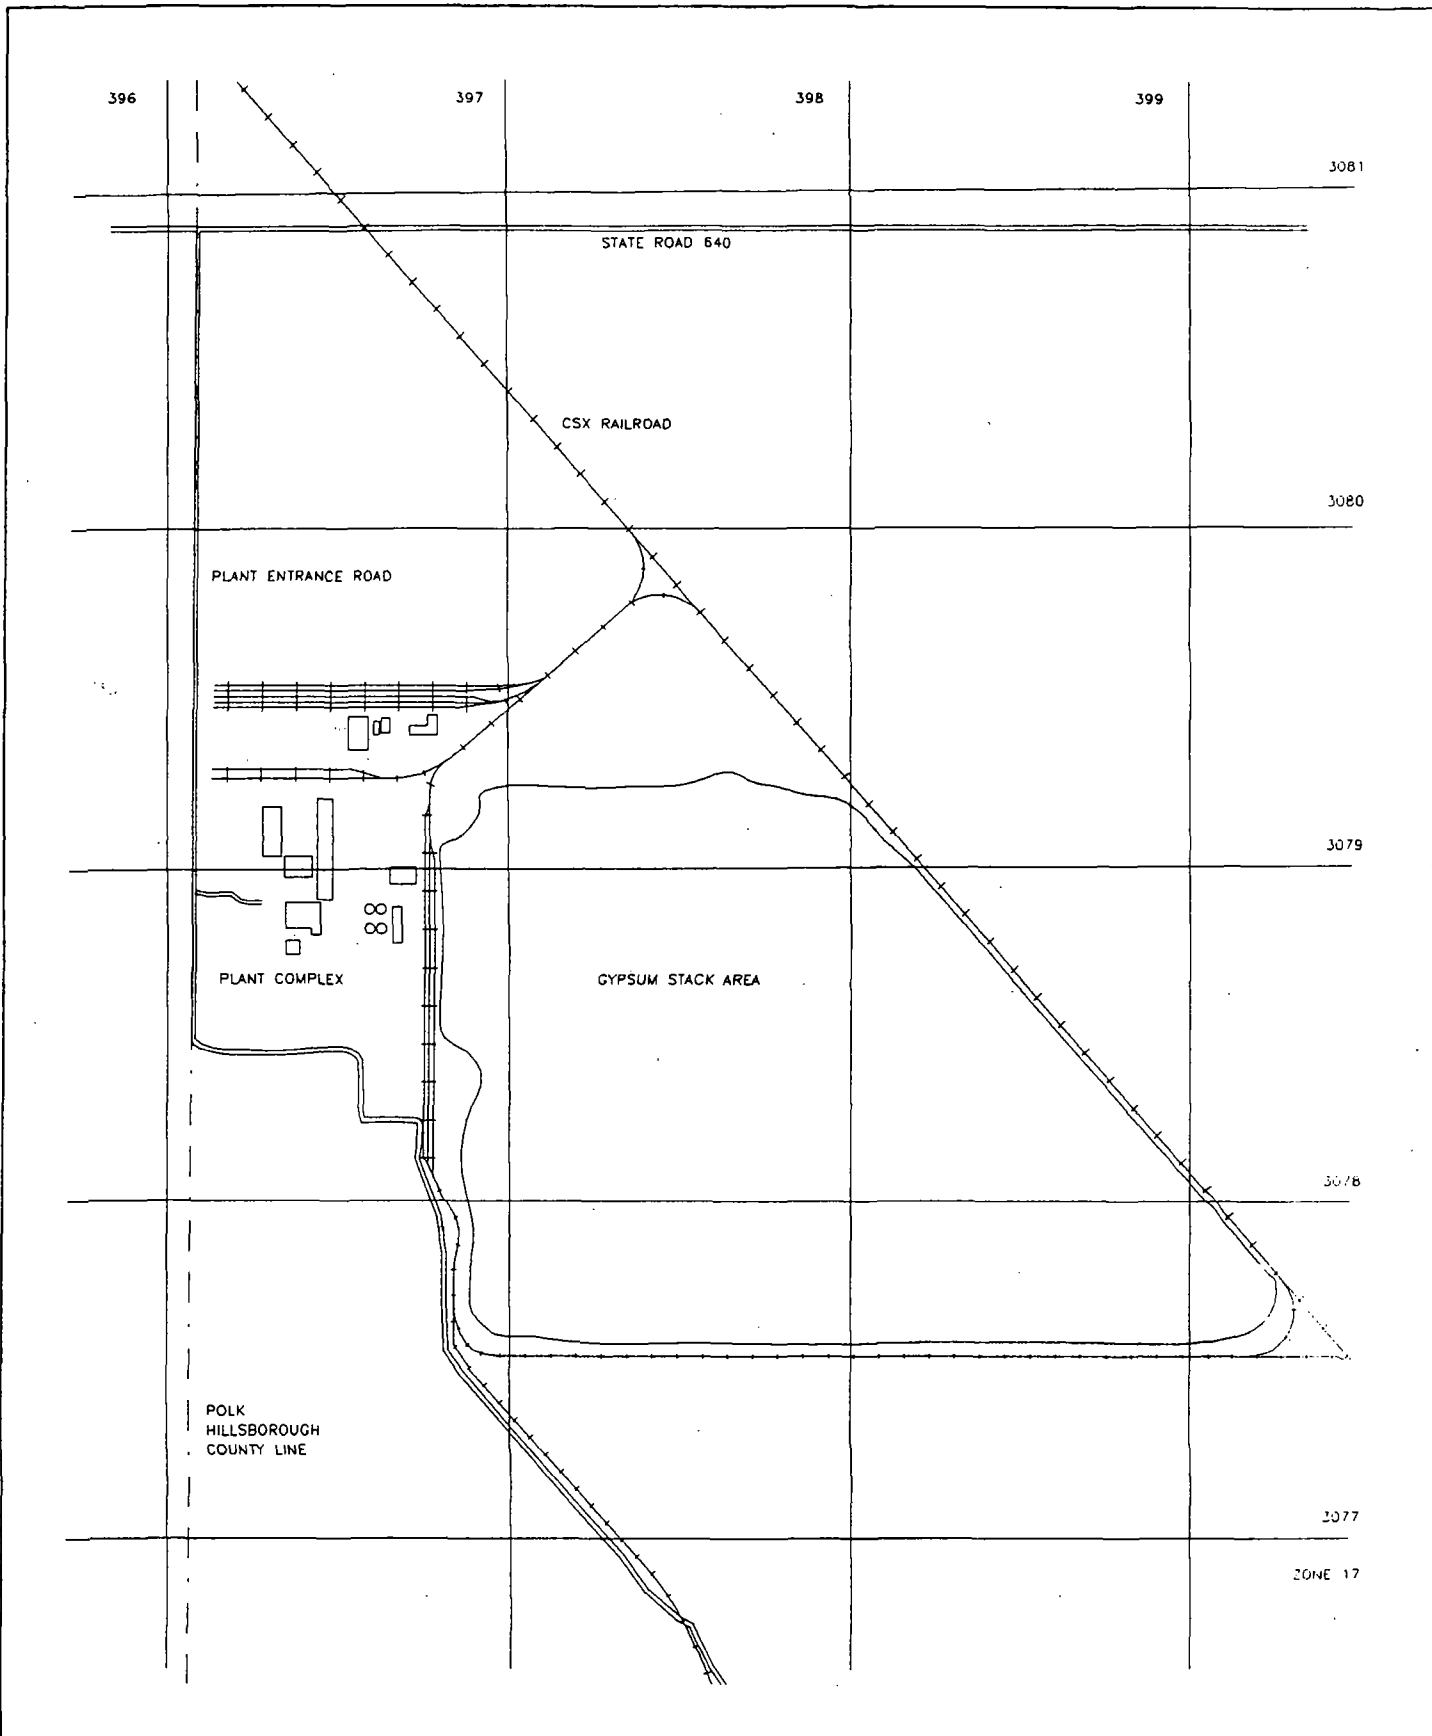 396
397
398
399
3081
STATE ROAD 640
CSX RAILROAD
3080
PLANT ENTRANCE ROAD
3079
PLANT COMPLEX
GYPSUM STACK AREA
3078
POLK
HILLSBOROUGH
COUNTY LINE
3077
ZONE 17